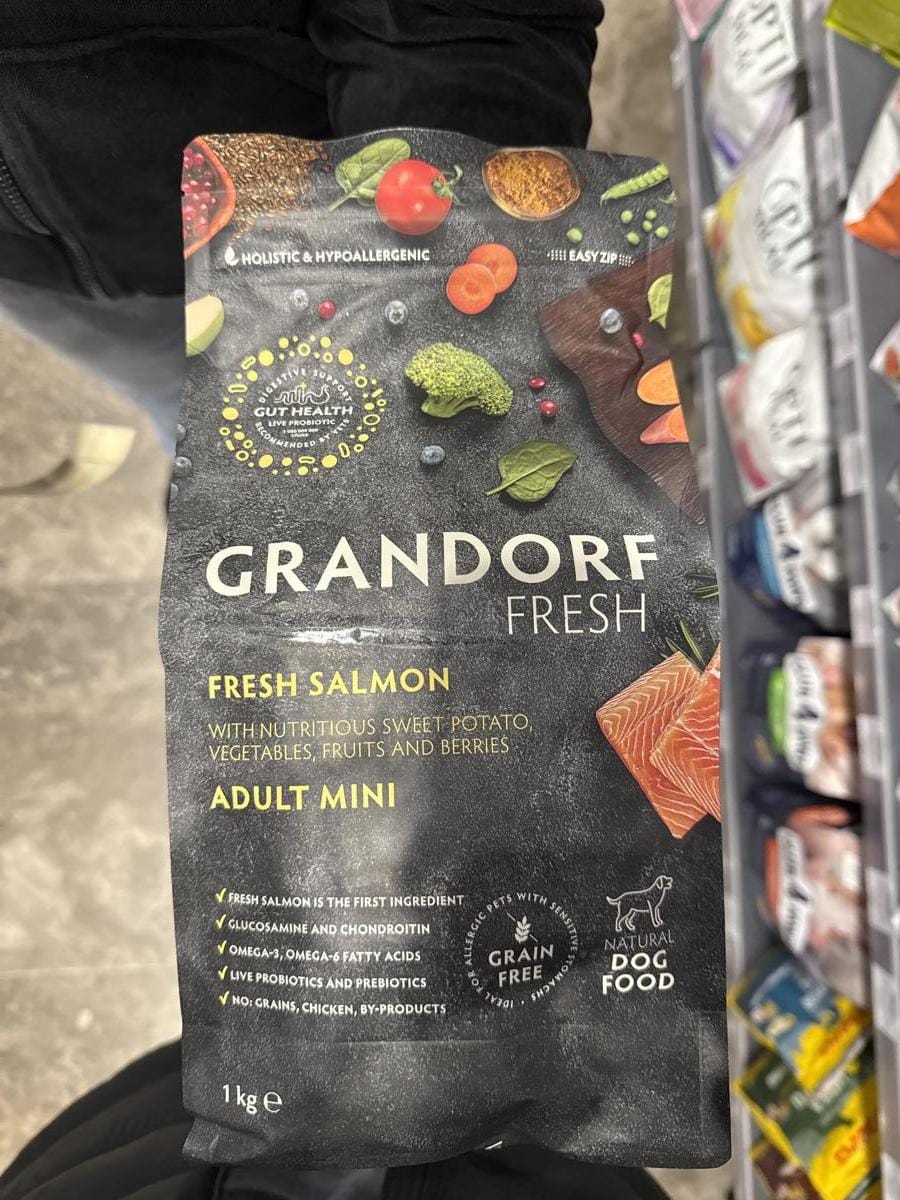 HOLISTIC & HYPOALLERGENIC
EASY ZIP
DIGESTIVE SUPPORT
GUT HEALTH
LIVE PROBIOTIC
RECOMMENDED BY VETS
GRANDORF
FRESH
FRESH SALMON
WITH NUTRITIOUS SWEET POTATO,
VEGETABLES, FRUITS AND BERRIES
ADULT MINI
✓ FRESH SALMON IS THE FIRST INGREDIENT
✓ GLUCOSAMINE AND CHONDROITIN
✓ OMEGA-3, OMEGA-6 FATTY ACIDS
✓ LIVE PROBIOTICS AND PREBIOTICS
✓ NO: GRAINS, CHICKEN, BY-PRODUCTS
IDEAL FOR ALLERGIC PETS WITH SENSITIVE STOMACHS •
GRAIN
FREE
NATURAL
DOG
FOOD
1 kg ℮